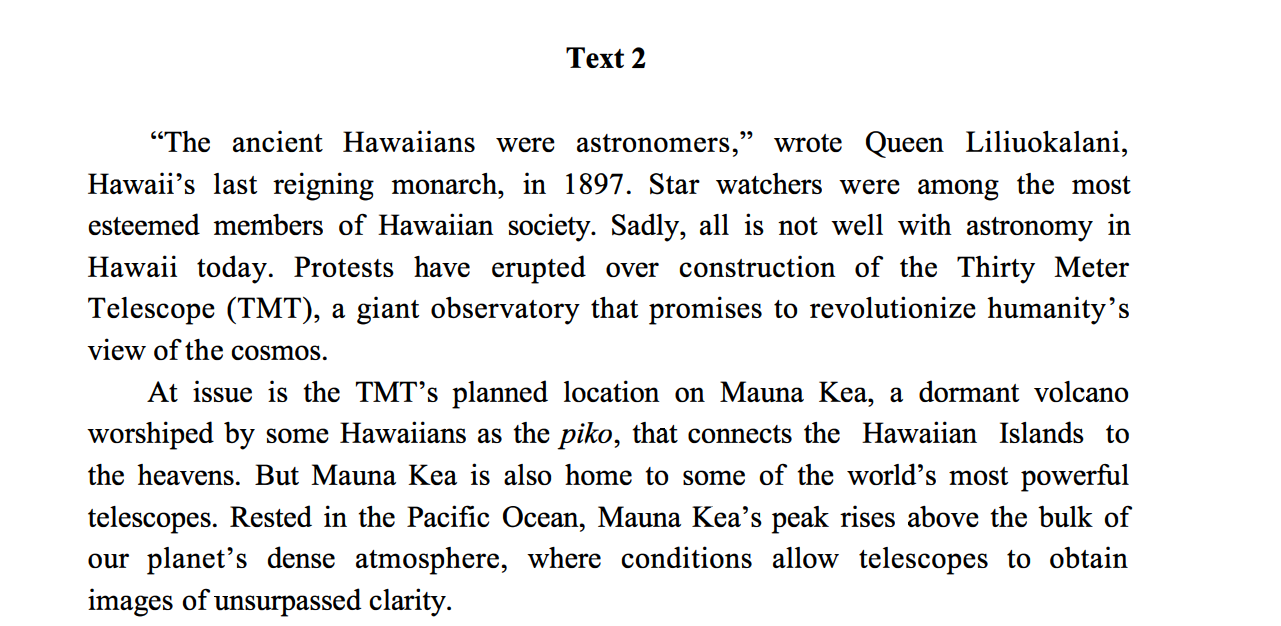 Text 2
“The ancient Hawaiians were astronomers,” wrote Queen Liliuokalani,
Hawaii’s last reigning monarch, in 1897. Star watchers were among the most
esteemed members of Hawaiian society. Sadly, all is not well with astronomy in
Hawaii today. Protests have erupted over construction of the Thirty Meter
Telescope (TMT), a giant observatory that promises to revolutionize humanity’s
view of the cosmos.
At issue is the TMT’s planned location on Mauna Kea, a dormant volcano
worshiped by some Hawaiians as the piko, that connects the Hawaiian Islands to
the heavens. But Mauna Kea is also home to some of the world’s most powerful
telescopes. Rested in the Pacific Ocean, Mauna Kea’s peak rises above the bulk of
our planet’s dense atmosphere, where conditions allow telescopes to obtain
images of unsurpassed clarity.